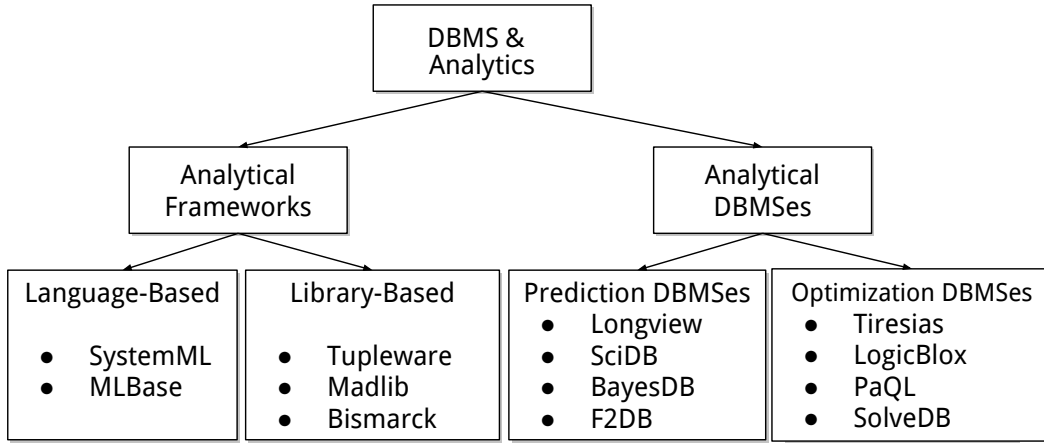 DBMS &
Analytics
Analytical
Frameworks
Analytical
DBMSes
Language-Based
● SystemML
● MLBase
Library-Based
● Tupleware
● Madlib
● Bismarck
Prediction DBMSes
● Longview
● SciDB
● BayesDB
● F2DB
Optimization DBMSes
● Tiresias
● LogicBlox
● PaQL
● SolveDB